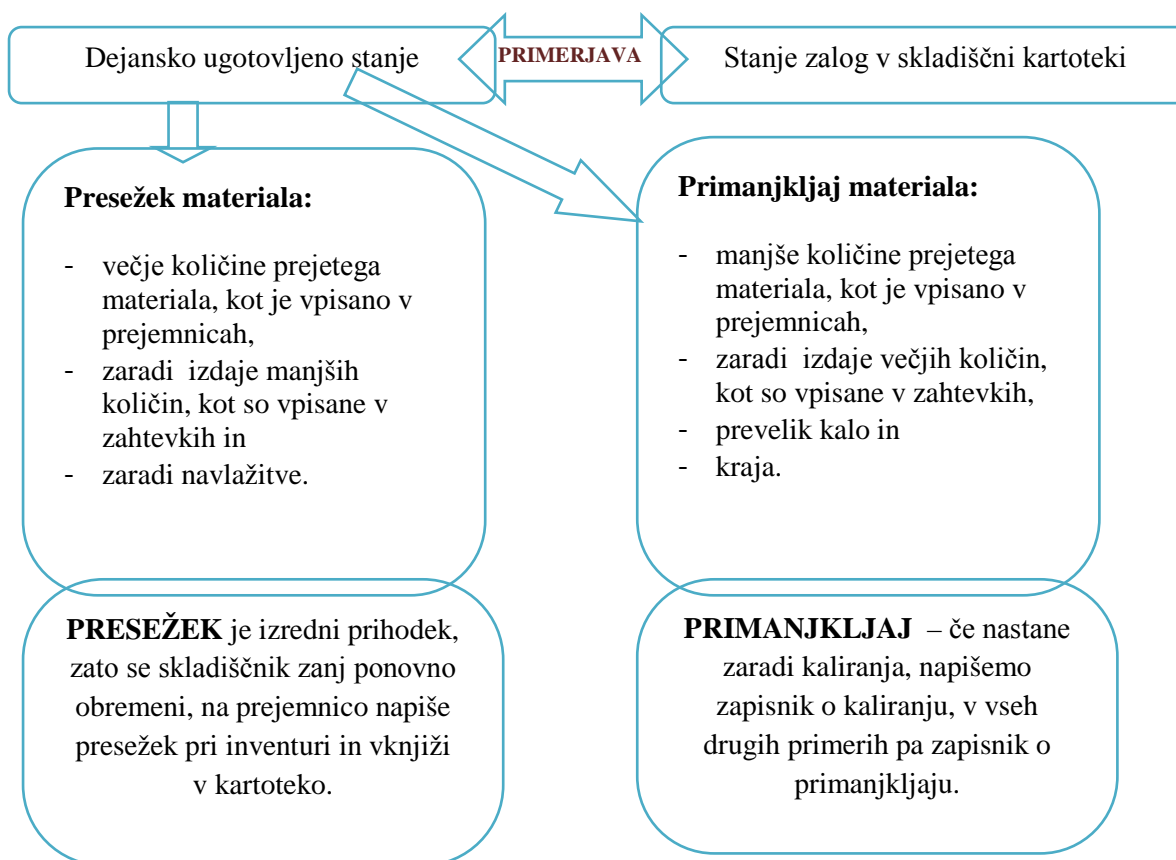 Dejansko ugotovljeno stanje
PRIMERJAVA
Stanje zalog v skladiščni kartoteki
Presežek materiala:
- večje količine prejetega
materiala, kot je vpisano v
prejemnicah,
- zaradi izdaje manjših
količin, kot so vpisane v
zahtevkih in
- zaradi navlažitve.
Primanjkljaj materiala:
- manjše količine prejetega
materiala, kot je vpisano v
prejemnicah,
- zaradi izdaje večjih količin,
kot so vpisane v zahtevkih,
- prevelik kalo in
- kraja.
PRESEŽEK je izredni prihodek,
zato se skladiščnik zanj ponovno
obremeni, na prejemnico napiše
presežek pri inventuri in vknjiži
v kartoteko.
PRIMANJKLJAJ – če nastane
zaradi kaliranja, napišemo
zapisnik o kaliranju, v vseh
drugih primerih pa zapisnik o
primanjkljaju.